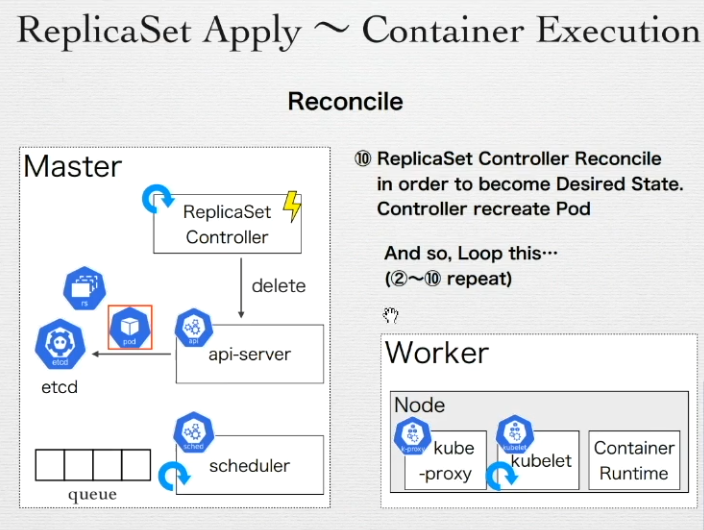 ReplicaSet Apply 〜 Container Execution
Reconcile
Master
ReplicaSet
Controller
delete
rs
pod
api
api-server
etcd
etcd
sched
scheduler
queue
⑩ ReplicaSet Controller Reconcile
in order to become Desired State.
Controller recreate Pod
And so, Loop this…
(②〜⑩ repeat)
Worker
Node
k-proxy
kube
-proxy
kubelet
kubelet
Container
Runtime